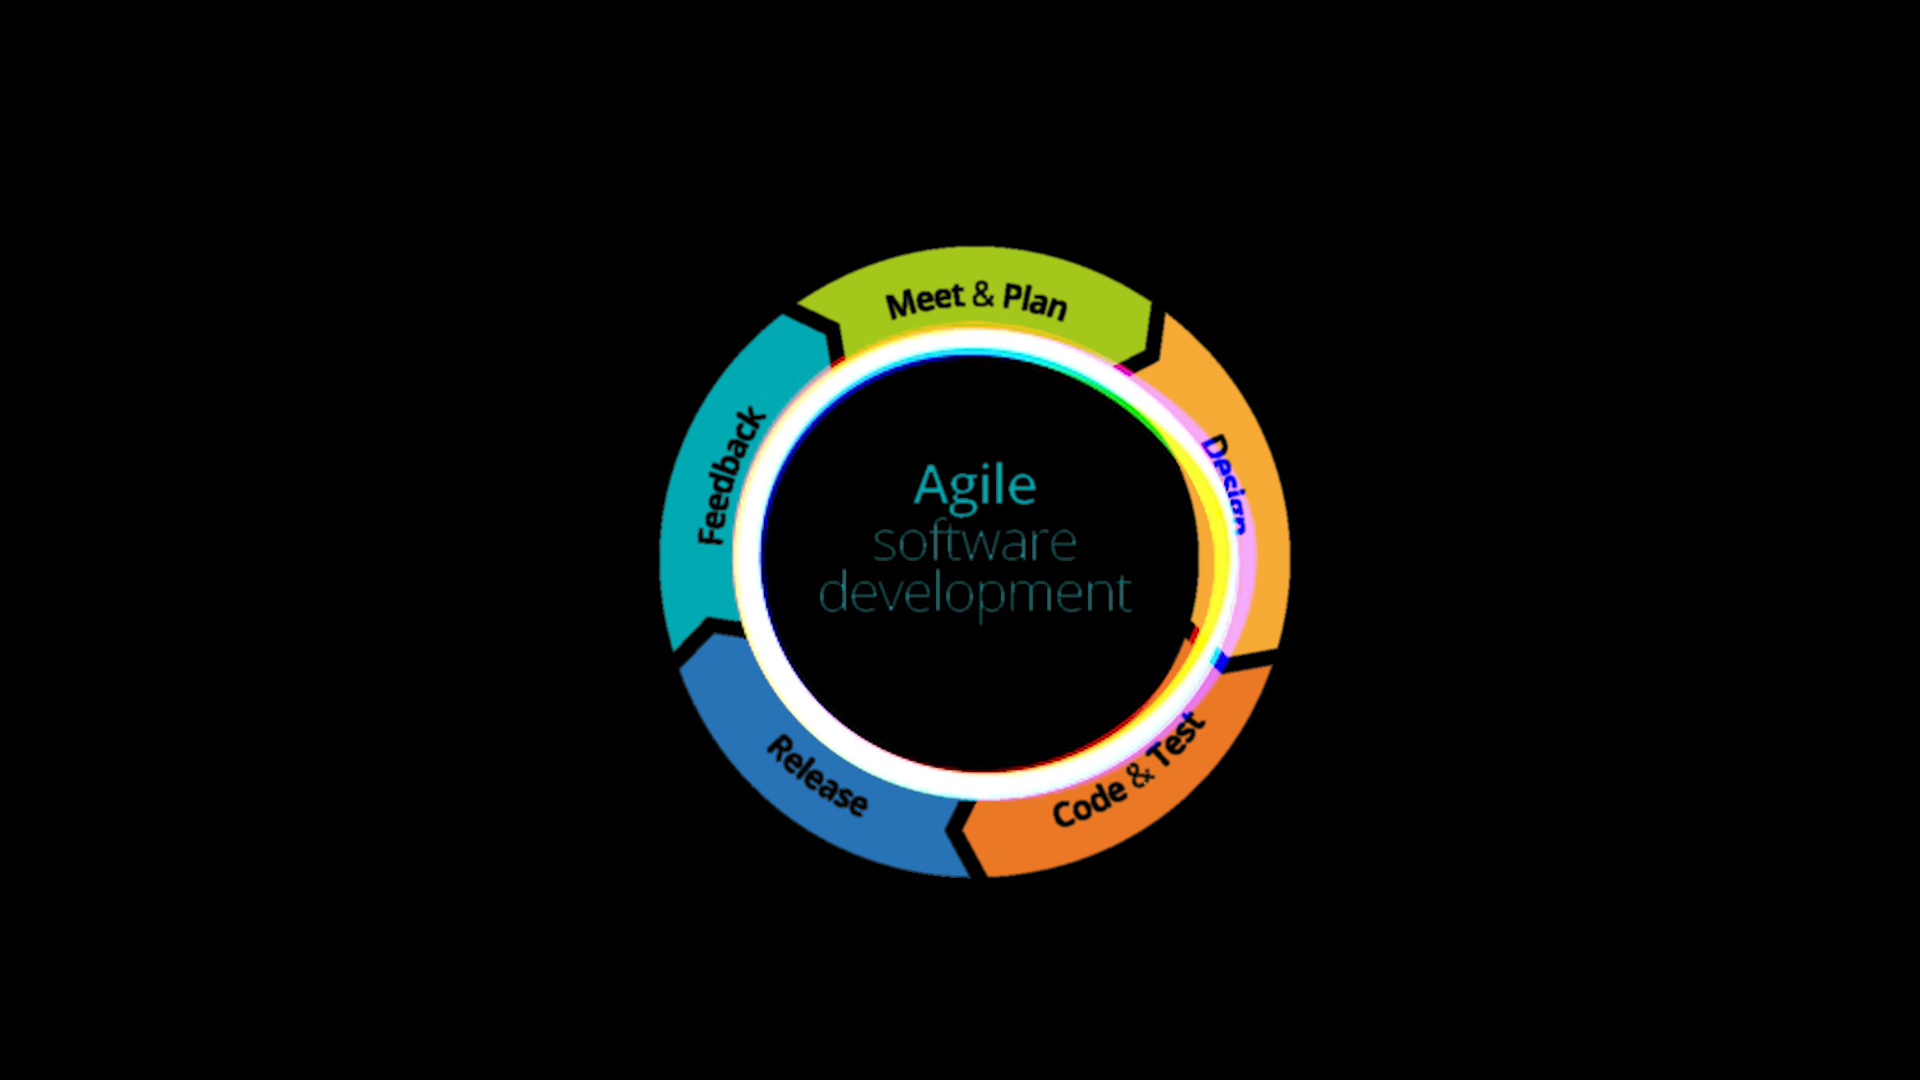 Meet & Plan
Design
Code & Test
Release
Feedback
Agile
software
development